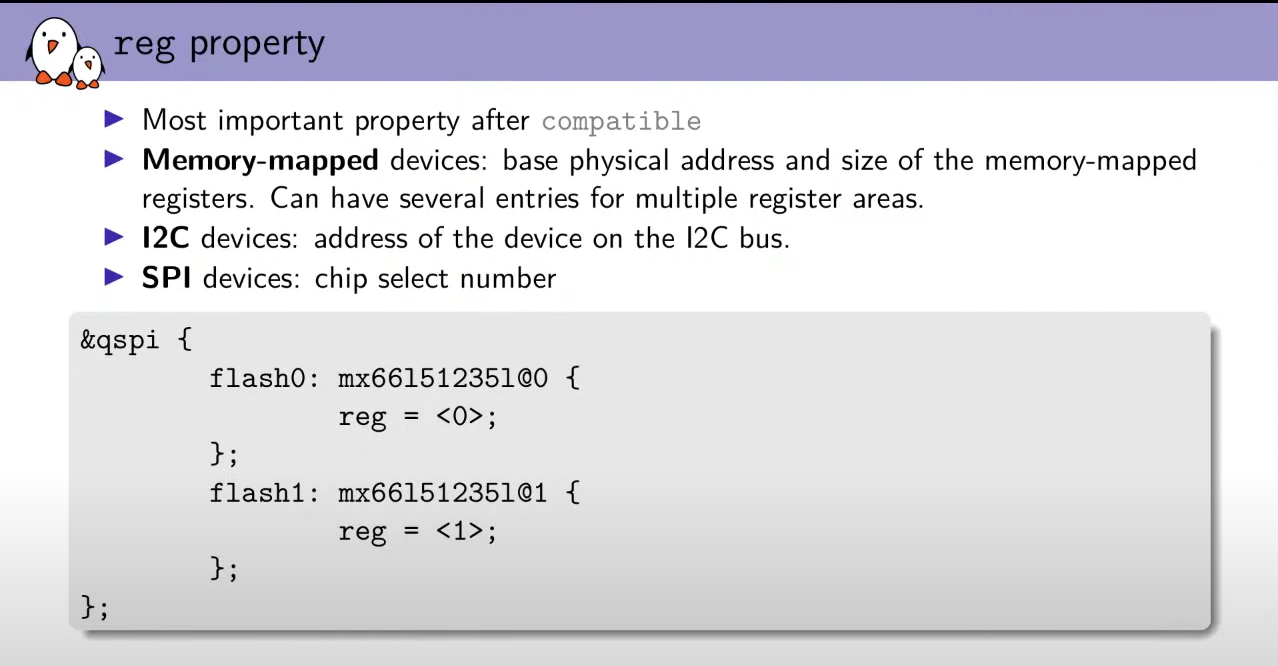 reg property
▶ Most important property after compatible
▶ Memory-mapped devices: base physical address and size of the memory-mapped
registers. Can have several entries for multiple register areas.
▶ I2C devices: address of the device on the I2C bus.
▶ SPI devices: chip select number
&qspi {
        flash0: mx66l51235l@0 {
                reg = <0>;
        };
        flash1: mx66l51235l@1 {
                reg = <1>;
        };
};